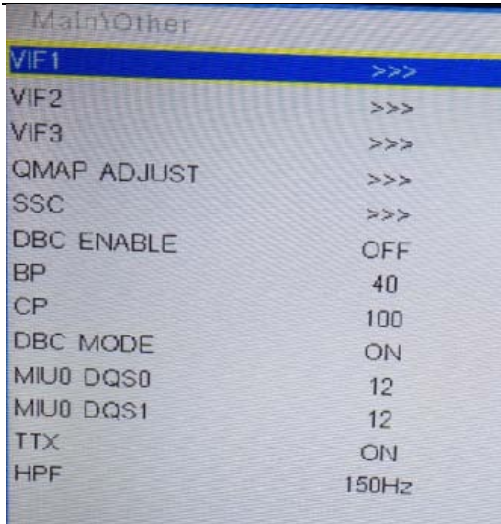 Main\Other
VIF1 >>>
VIF2 >>>
VIF3 >>>
QMAP ADJUST >>>
SSC >>>
DBC ENABLE OFF
BP 40
CP 100
DBC MODE ON
MIU0 DQS0 12
MIU0 DQS1 12
TTX ON
HPF 150Hz